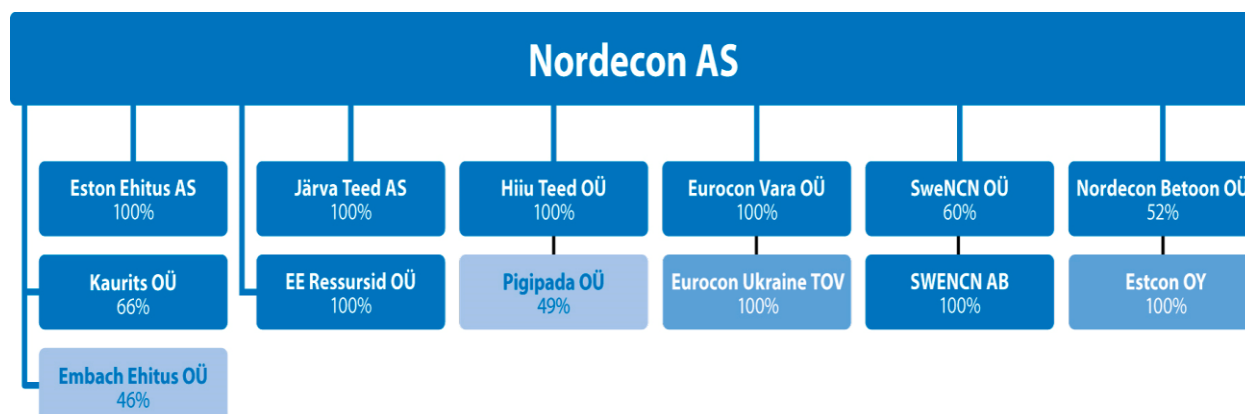 Nordecon AS
Eston Ehitus AS
100%
Järva Teed AS
100%
Hiiu Teed OÜ
100%
Eurocon Vara OÜ
100%
SweNCN OÜ
60%
Nordecon Betoon OÜ
52%
Kaurits OÜ
66%
EE Ressursid OÜ
100%
Pigipada OÜ
49%
Eurocon Ukraine TOV
100%
SWENCN AB
100%
Estcon OY
100%
Embach Ehitus OÜ
46%